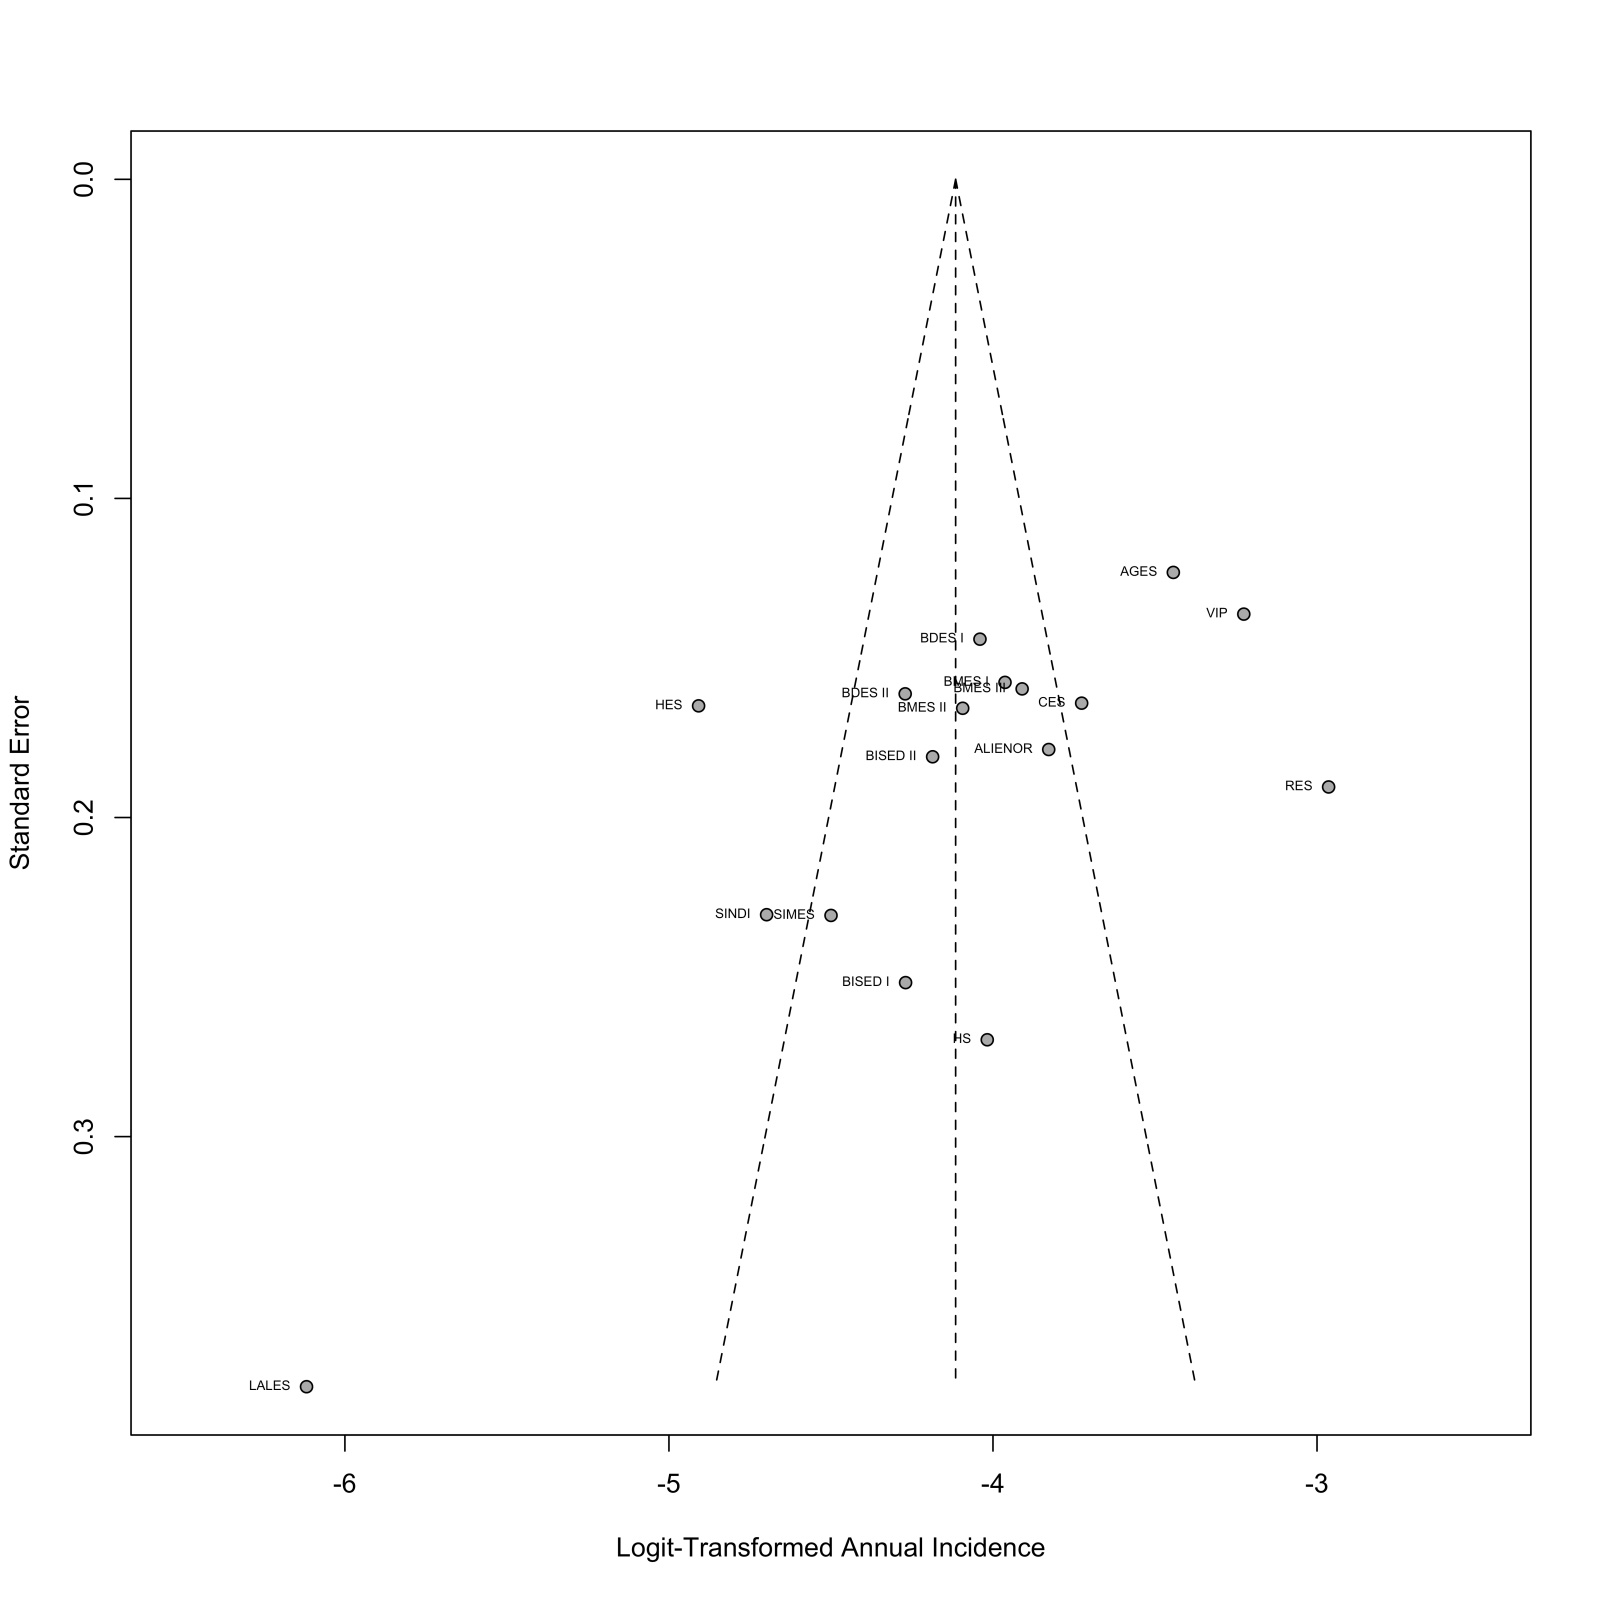 0.0
0.1
0.2
0.3
Standard Error
AGES
VIP
BDES I
BMES I
BMES III
BDES II
CES
HES
BMES II
ALIENOR
BISED II
RES
SINDI
SIMES
BISED I
HS
LALES
-6
-5
-4
-3
Logit-Transformed Annual Incidence